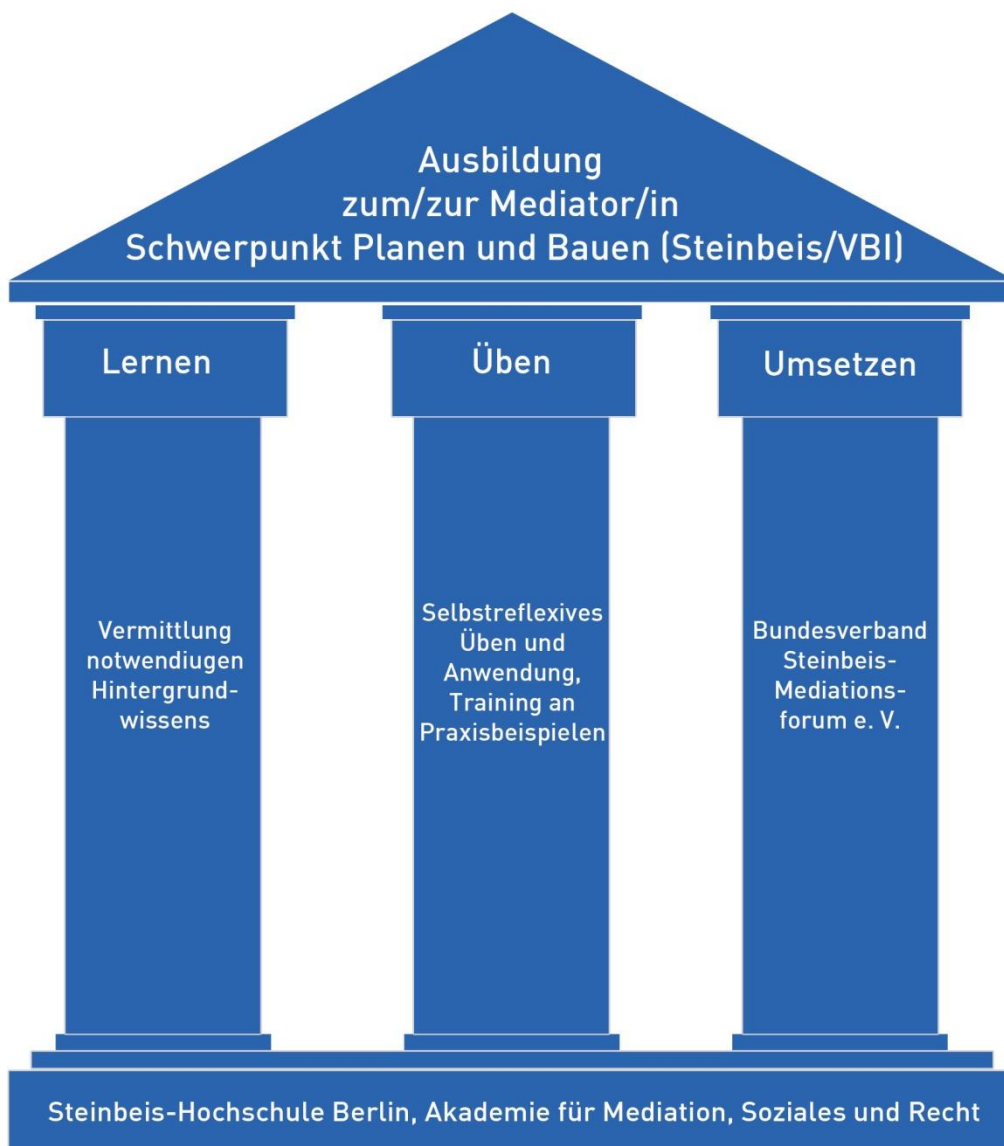 Ausbildung
zum/zur Mediator/in
Schwerpunkt Planen und Bauen (Steinbeis/VBI)
Lernen
Üben
Umsetzen
Vermittlung
notwendiugen
Hintergrund-
wissens
Selbstreflexives
Üben und
Anwendung,
Training an
Praxisbeispielen
Bundesverband
Steinbeis-
Mediations-
forum e. V.
Steinbeis-Hochschule Berlin, Akademie für Mediation, Soziales und Recht